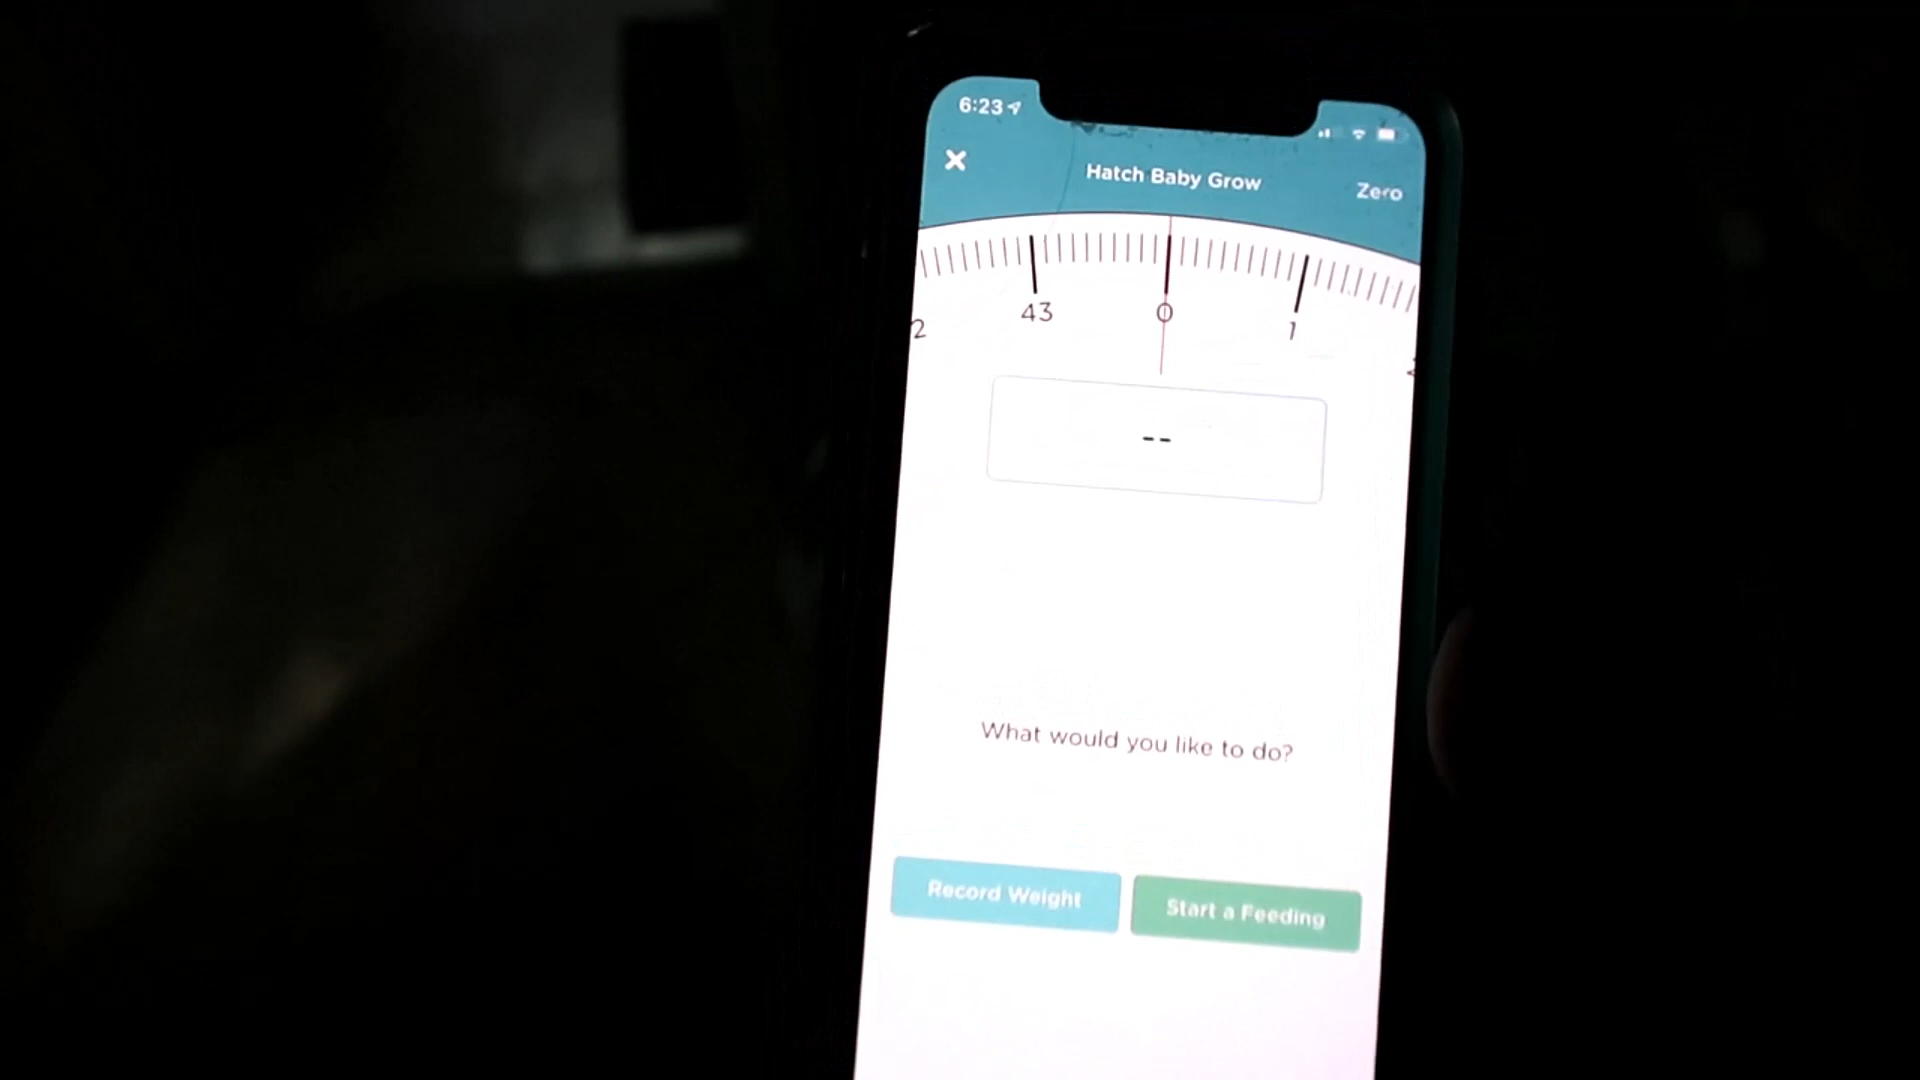 6:23
Hatch Baby Grow
Zero
2
43
0
1
--
What would you like to do?
Record Weight
Start a Feeding